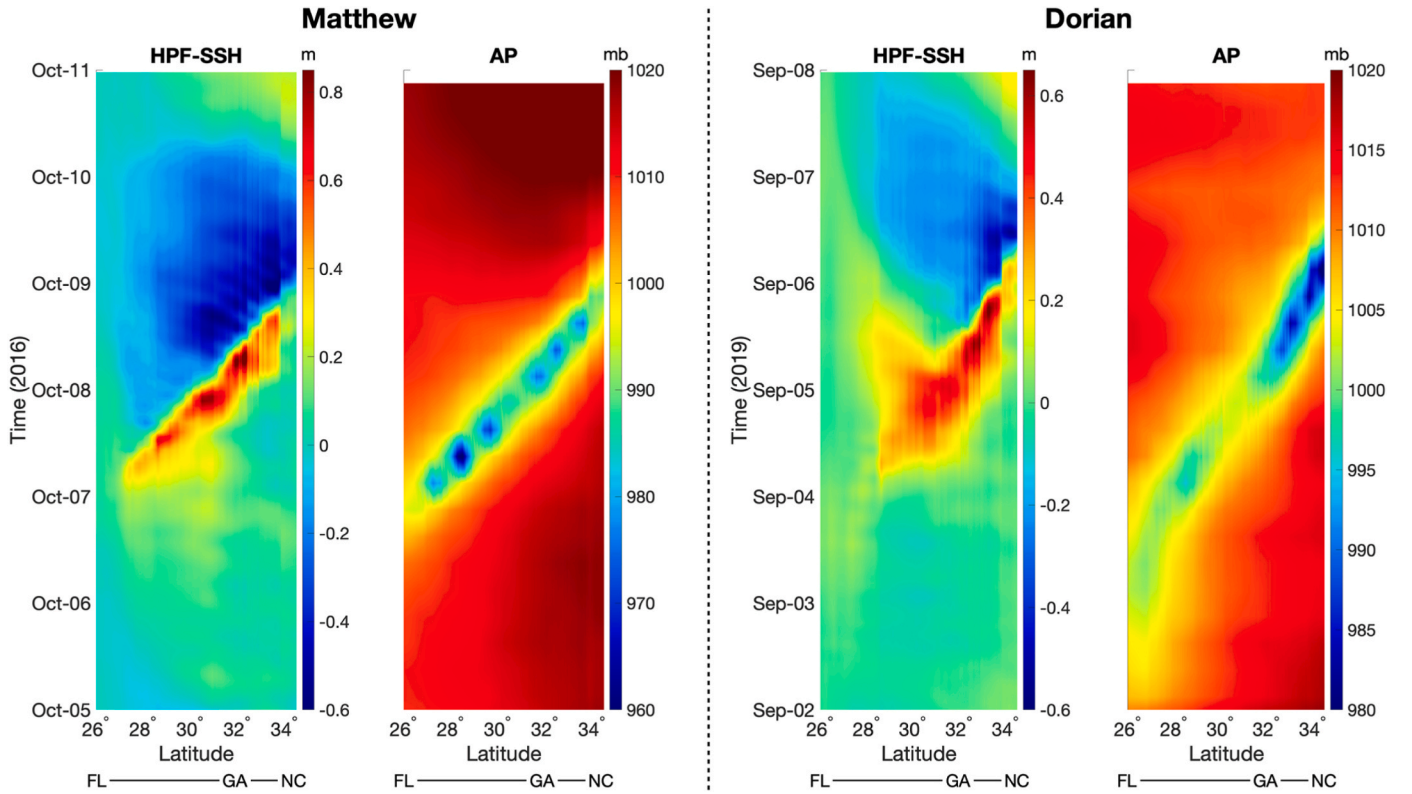 Matthew
Dorian
HPF-SSH
m
AP
mb
HPF-SSH
m
AP
mb
Oct-11
Oct-10
Oct-09
Oct-08
Oct-07
Oct-06
Oct-05
Time (2016)
0.8
0.6
0.4
0.2
0
-0.2
-0.4
-0.6
1020
1010
1000
990
980
970
960
Sep-08
Sep-07
Sep-06
Sep-05
Sep-04
Sep-03
Sep-02
Time (2019)
0.6
0.4
0.2
0
-0.2
-0.4
-0.6
1020
1015
1010
1005
1000
995
990
985
980
26° 28° 30° 32° 34°
26° 28° 30° 32° 34°
26° 28° 30° 32° 34°
26° 28° 30° 32° 34°
Latitude
Latitude
Latitude
Latitude
FL GA NC
FL GA NC
FL GA NC
FL GA NC